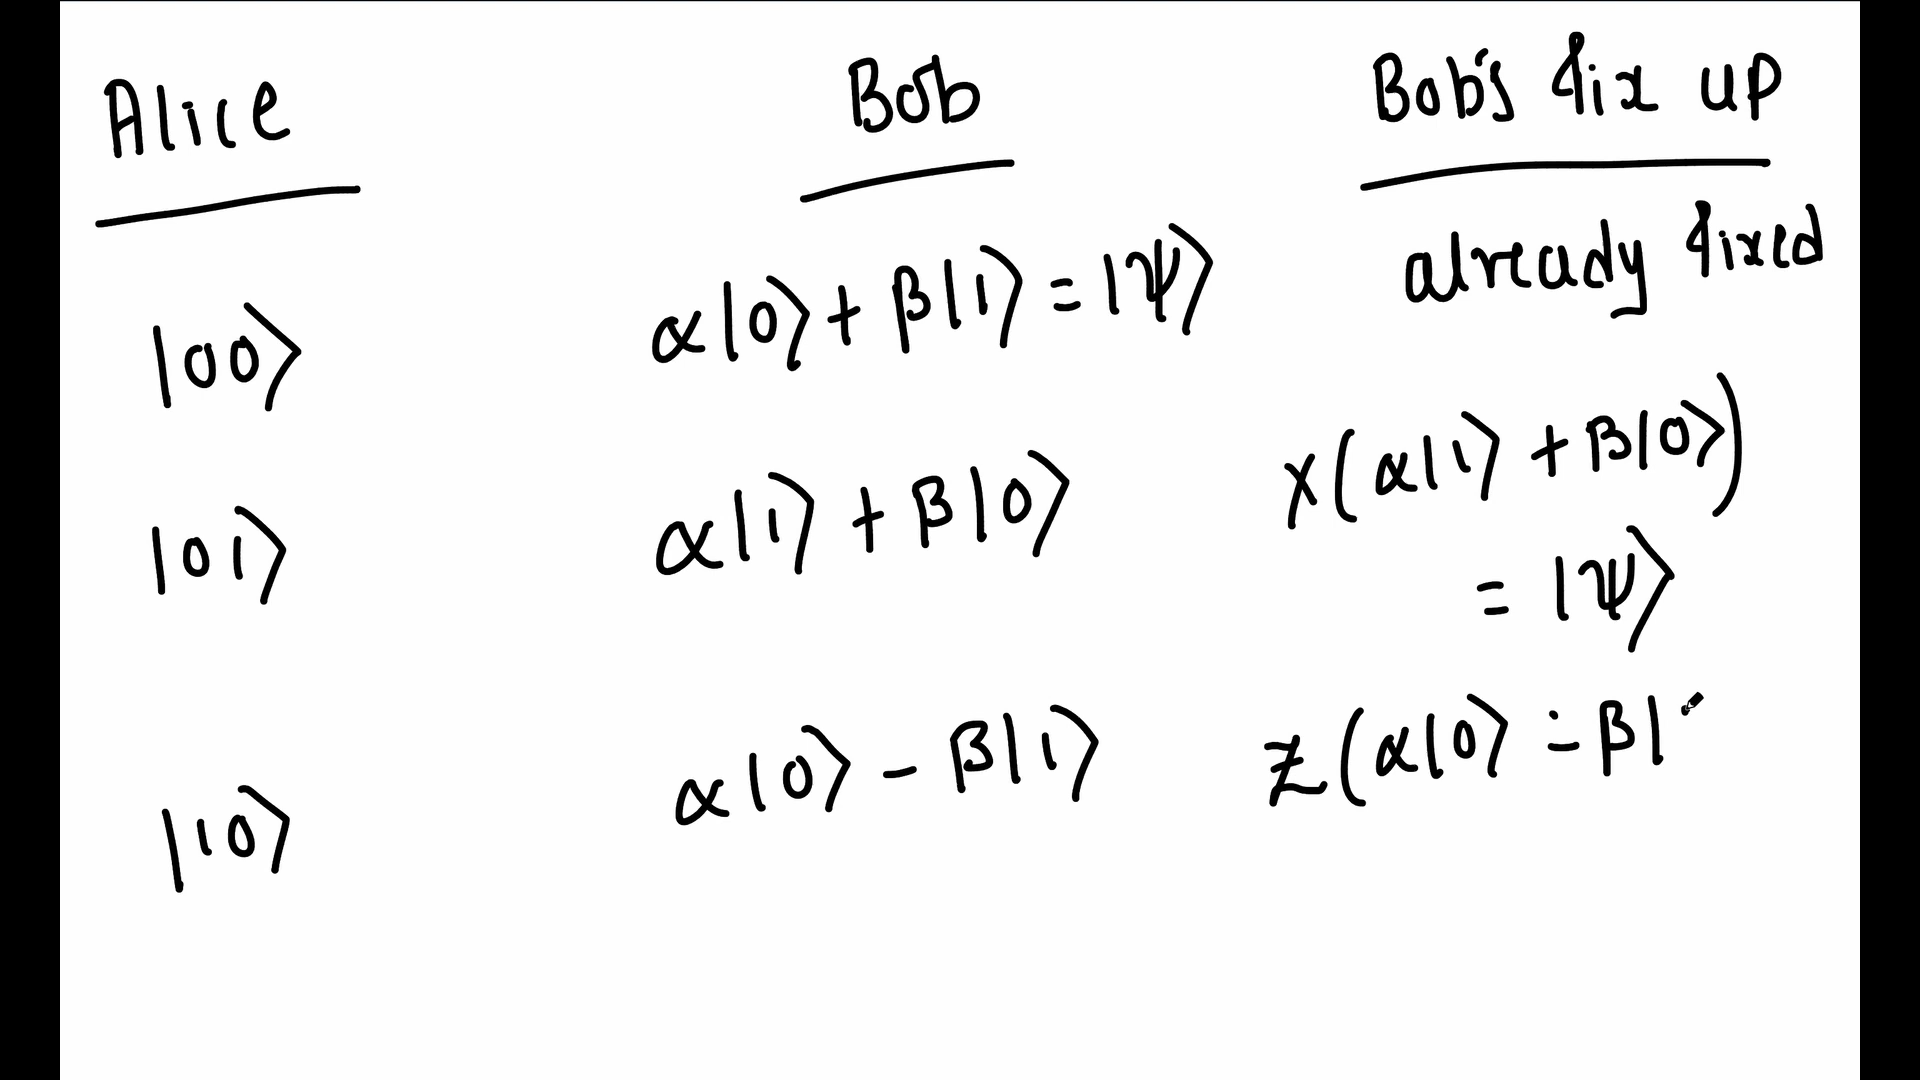 Alice Bob Bob's fix up
|00⟩ α|0⟩ + β|1⟩ = |ψ⟩ already fixed
|01⟩ α|1⟩ + β|0⟩ X(α|1⟩ + β|0⟩)
= |ψ⟩
|10⟩ α|0⟩ - β|1⟩ Z(α|0⟩ - β|